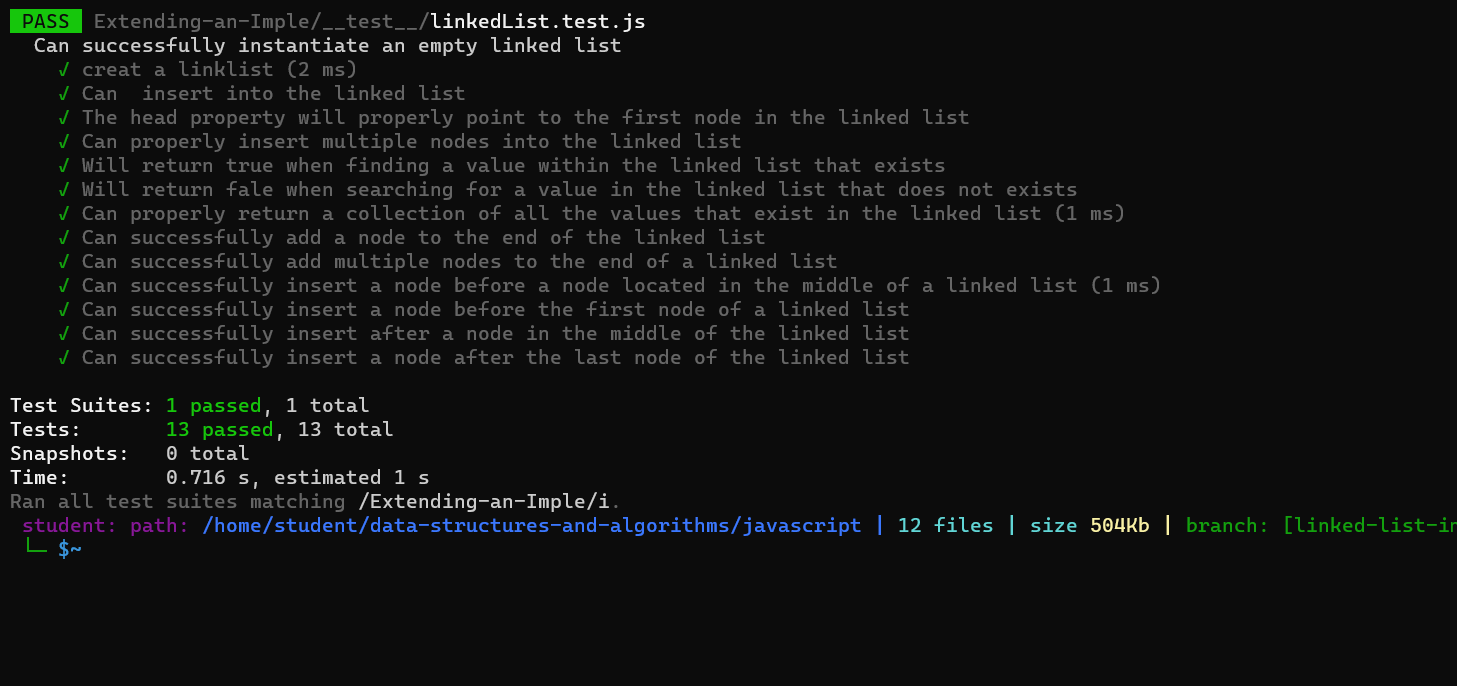 PASS Extending-an-Imple/__test__/linkedList.test.js
Can successfully instantiate an empty linked list
√ creat a linklist (2 ms)
√ Can  insert into the linked list
√ The head property will properly point to the first node in the linked list
√ Can properly insert multiple nodes into the linked list
√ Will return true when finding a value within the linked list that exists
√ Will return fale when searching for a value in the linked list that does not exists
√ Can properly return a collection of all the values that exist in the linked list (1 ms)
√ Can successfully add a node to the end of the linked list
√ Can successfully add multiple nodes to the end of a linked list
√ Can successfully insert a node before a node located in the middle of a linked list (1 ms)
√ Can successfully insert a node before the first node of a linked list
√ Can successfully insert after a node in the middle of the linked list
√ Can successfully insert a node after the last node of the linked list
Test Suites: 1 passed, 1 total
Tests: 13 passed, 13 total
Snapshots: 0 total
Time: 0.716 s, estimated 1 s
Ran all test suites matching /Extending-an-Imple/i.
student: path: /home/student/data-structures-and-algorithms/javascript | 12 files | size 504Kb | branch: [linked-list-in
└─ $~